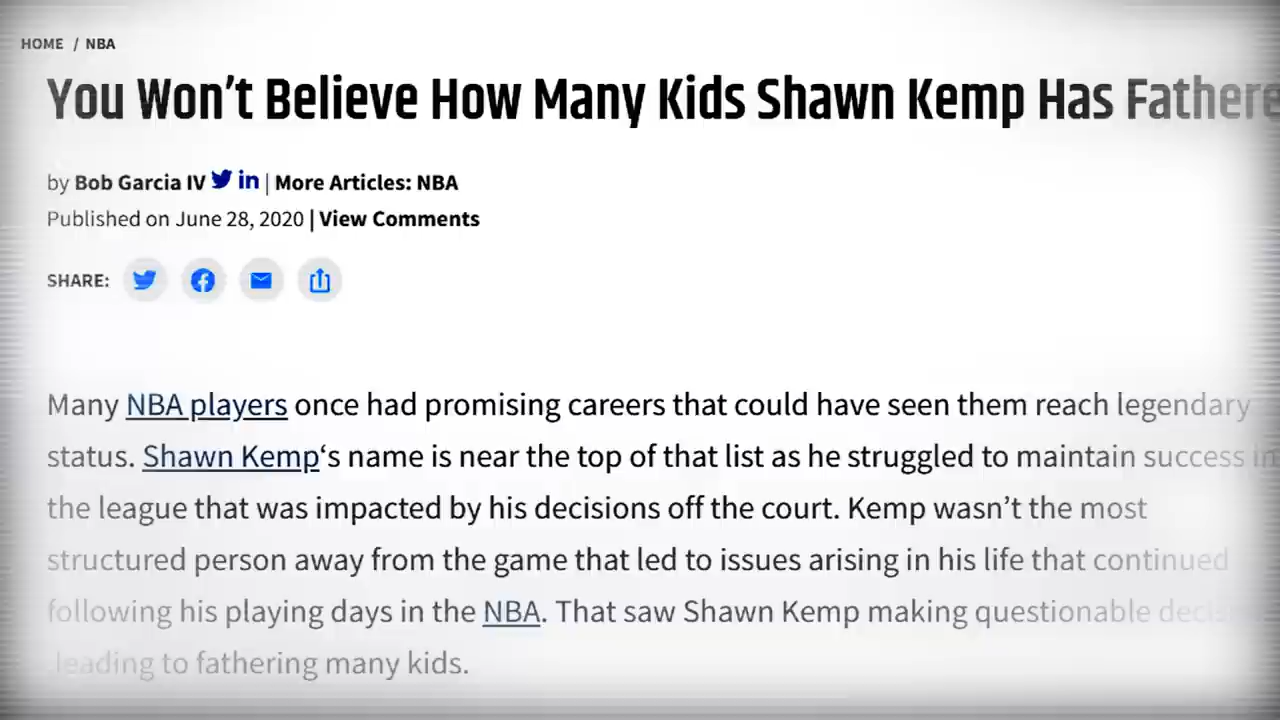 HOME / NBA
You Won't Believe How Many Kids Shawn Kemp Has Fathere
by Bob Garcia IV in | More Articles: NBA
Published on June 28, 2020 | View Comments
SHARE:
Many NBA players once had promising careers that could have seen them reach legendary
status. Shawn Kemp‘s name is near the top of that list as he struggled to maintain success in
the league that was impacted by his decisions off the court. Kemp wasn’t the most
structured person away from the game that led to issues arising in his life that continued
following his playing days in the NBA. That saw Shawn Kemp making questionable
leading to fathering many kids.